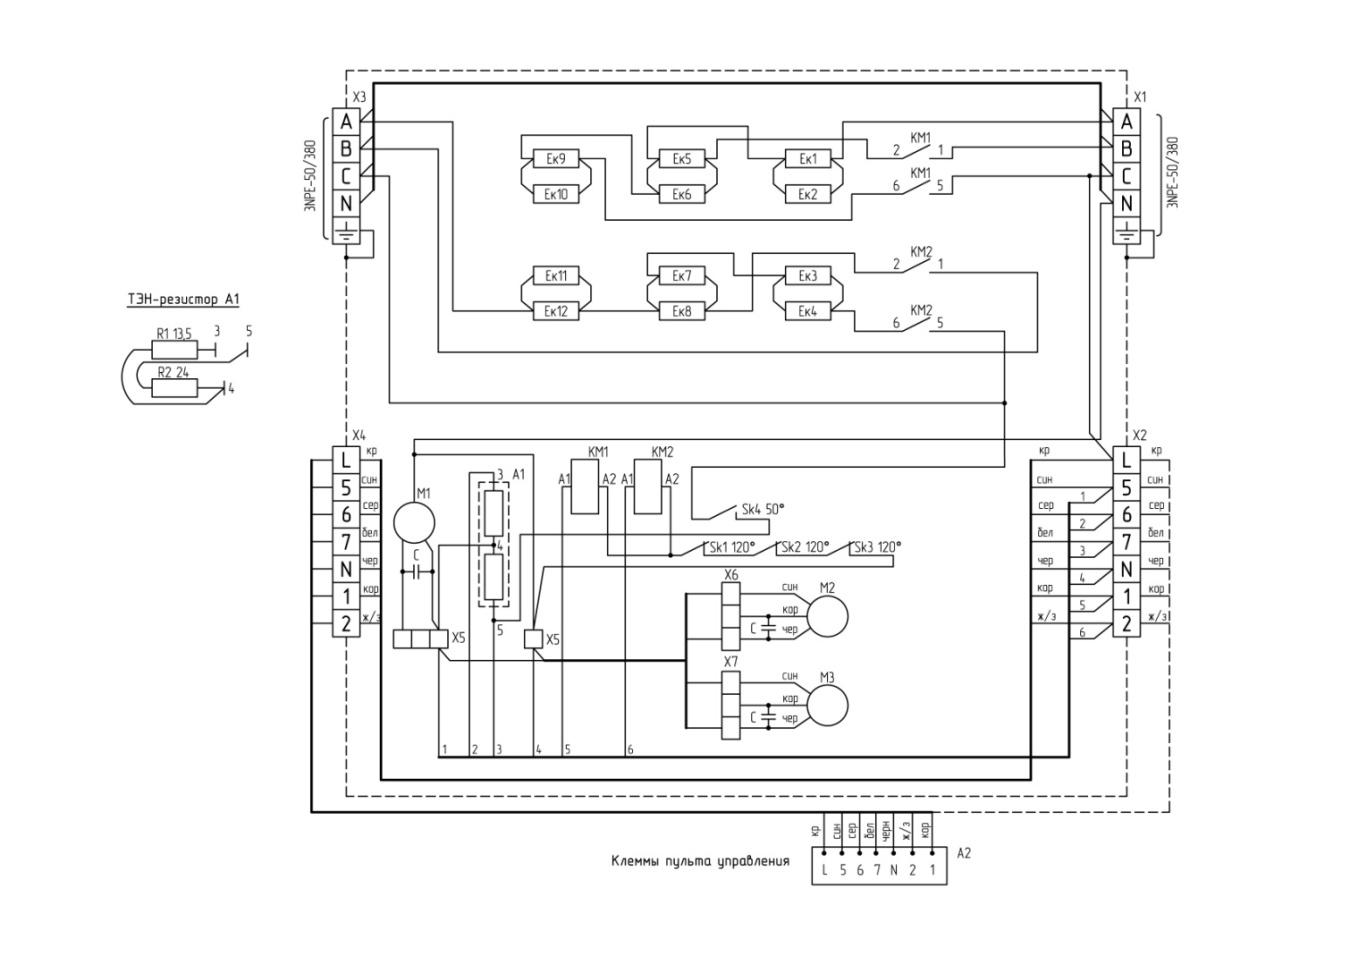 X3
X1
A
B
C
N
3NPE-50/380
A
B
C
N
3NPE-50/380
Ек9
Ек5
Ек1
Ек10
Ек6
Ек2
2 KM1 1
6 KM1 5
Ек11
Ек7
Ек3
Ек12
Ек8
Ек4
2 KM2 1
6 KM2 5
ТЭН-резистор А1
R1 13,5
3
5
R2 24
4
X4
L кр
5 син
6 сер
7 бел
N чер
1 кор
2 ж/з
M1
C
X5
3 A1
4
5
KM1
A1 A2
KM2
A1 A2
Sk4 50°
Sk1 120°
Sk2 120°
Sk3 120°
X5
X6
син
кор
C чер
M2
X7
син
кор
C чер
M3
1
2
3
4
5
6
X2
кр L кр
син 5 син
1
сер 6 сер
2
бел 7 бел
3
чер N чер
4
кор 1 кор
5
ж/з 2 ж/з
6
кр
син
сер
бел
черн
ж/з
кор
Клеммы пульта управления
A2
L 5 6 7 N 2 1